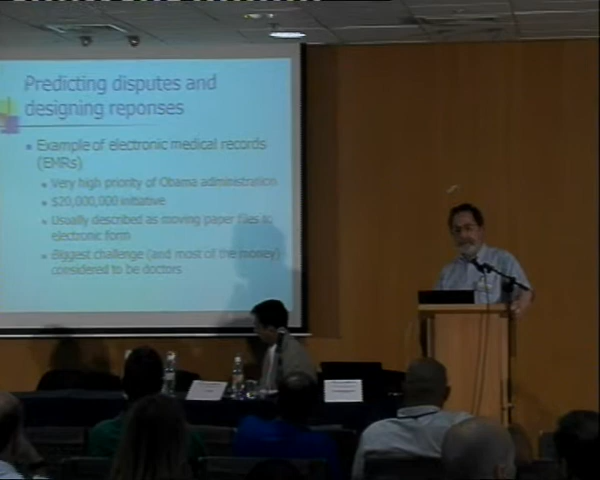 Predicting disputes and
designing reponses
Example of electronic medical records
(EMRs)
Very high priority of Obama administration
$20,000,000 initiative
Usually described as moving paper files to
electronic form
Biggest challenge (and most of the money)
considered to be doctors